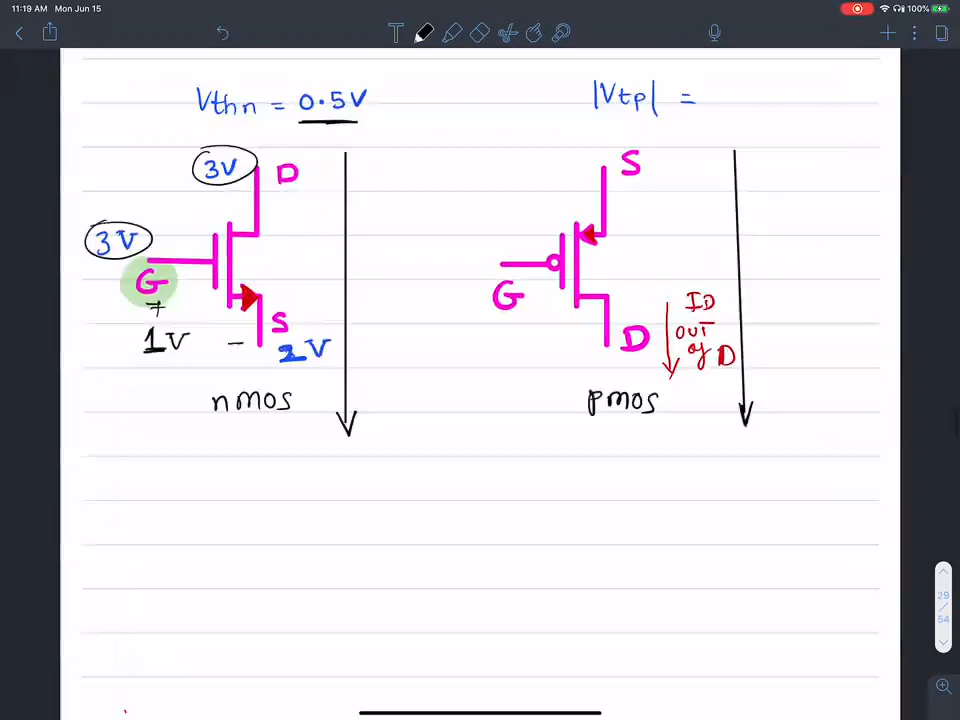 11:19 AM Mon Jun 15
100%
T
Vthn = 0.5V
|Vtp| =
3V D
S
3V
G
+
1V - S
2V
G
D
ID
out
of D
nmos
pmos
29
/
54